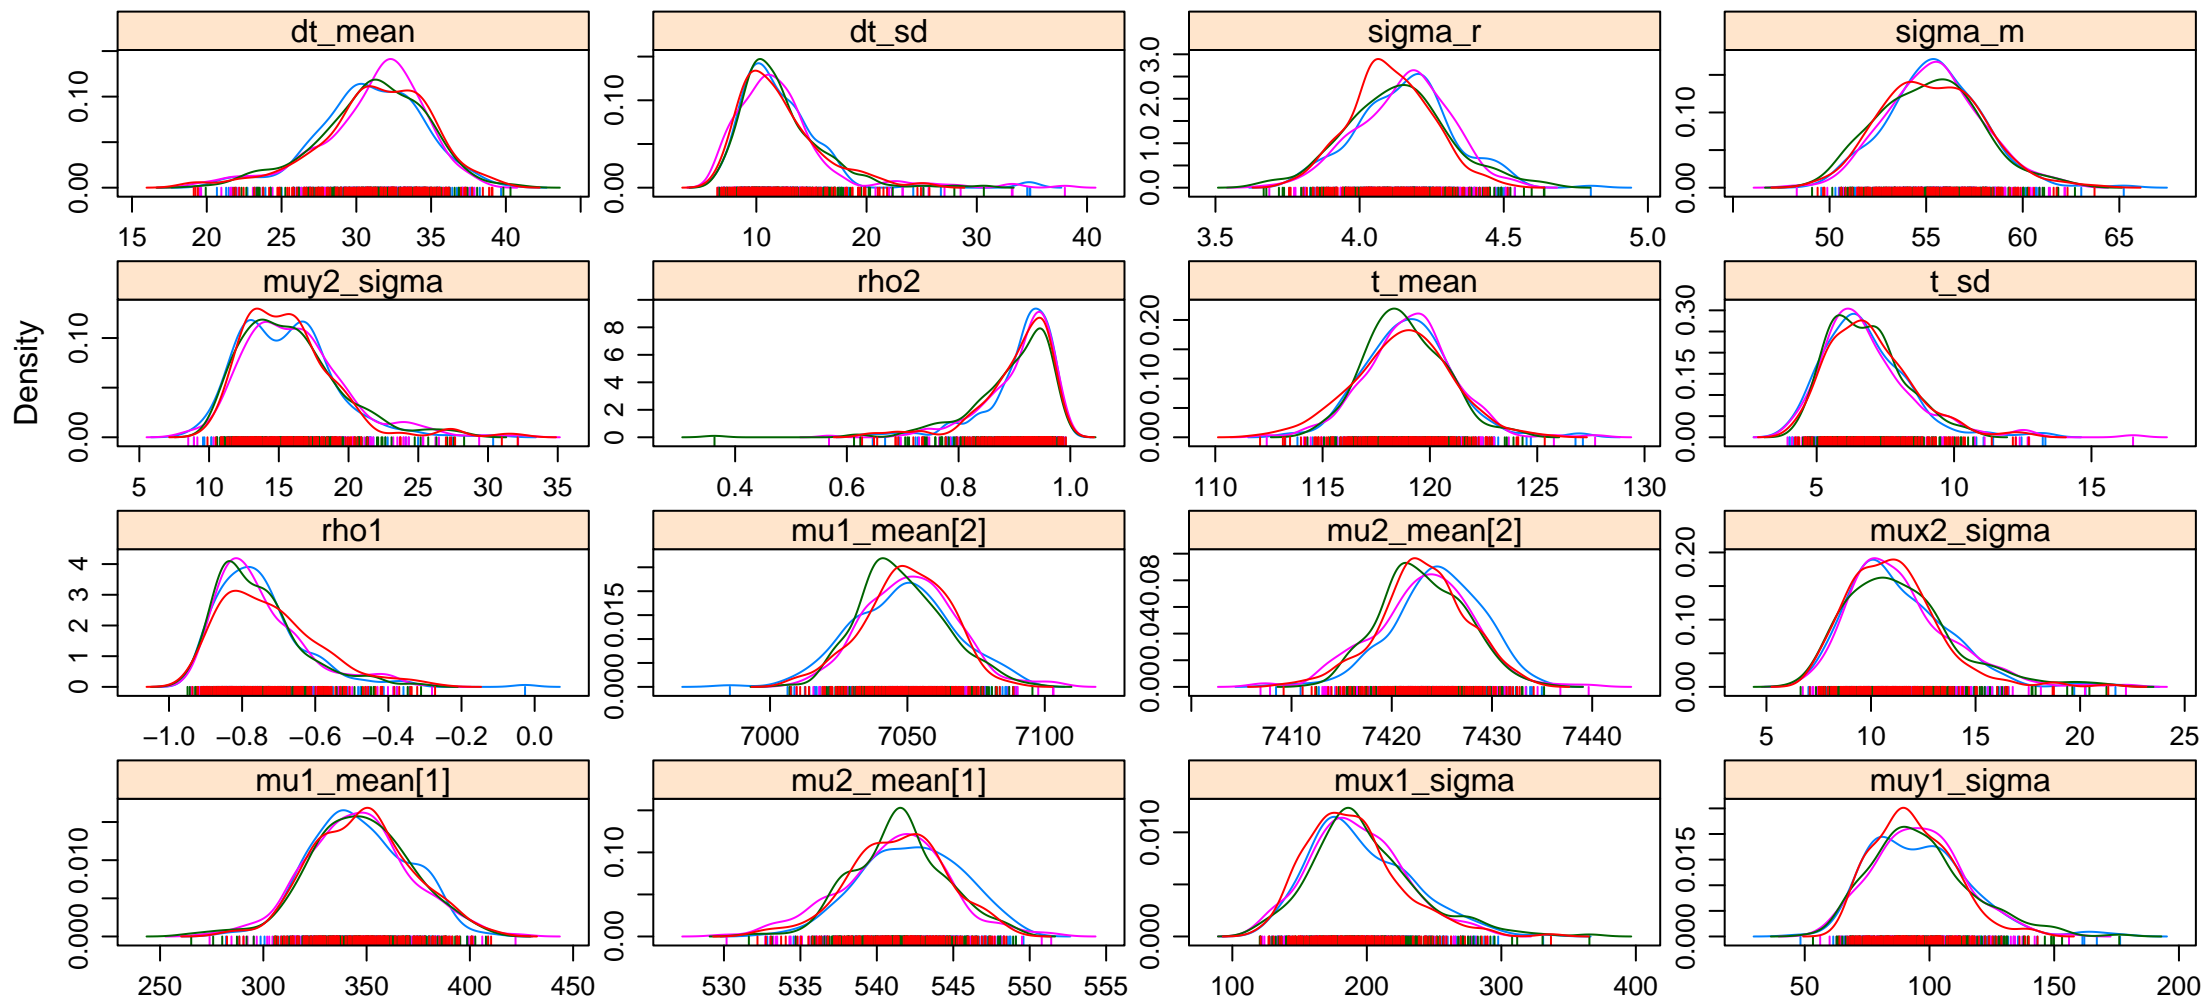 dt_mean dt_sd sigma_r sigma_m
0.00 0.10 0.00 0.10 0.0 1.0 2.0 3.0 0.00 0.10
15 20 25 30 35 40 10 20 30 40 3.5 4.0 4.5 5.0 50 55 60 65
muy2_sigma rho2 t_mean t_sd
0.00 0.10 0 2 4 6 8 0.00 0.10 0.20 0.00 0.15 0.30
5 10 15 20 25 30 35 0.4 0.6 0.8 1.0 110 115 120 125 130 5 10 15
Density
rho1 mu1_mean[2] mu2_mean[2] mux2_sigma
0 1 2 3 4 0.000 0.015 0.00 0.04 0.08 0.00 0.10 0.20
−1.0 −0.8 −0.6 −0.4 −0.2 0.0 7000 7050 7100 7410 7420 7430 7440 5 10 15 20 25
mu1_mean[1] mu2_mean[1] mux1_sigma muy1_sigma
0.000 0.010 0.00 0.10 0.000 0.010 0.000 0.015
250 300 350 400 450 530 535 540 545 550 555 100 200 300 400 50 100 150 200